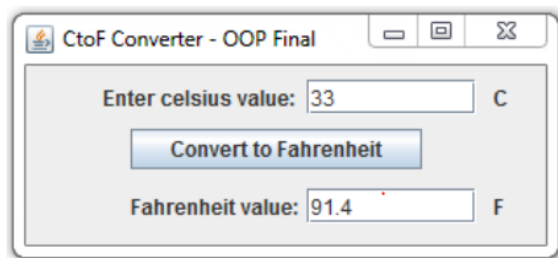 CtoF Converter - OOP Final
Enter celsius value: 33 C
Convert to Fahrenheit
Fahrenheit value: 91.4 F